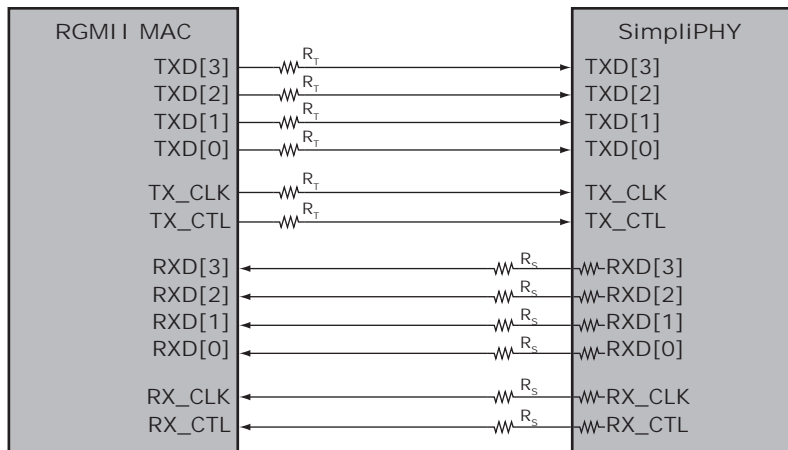 RGMII MAC SimpliPHY
TXD[3] R_T TXD[3]
TXD[2] R_T TXD[2]
TXD[1] R_T TXD[1]
TXD[0] R_T TXD[0]
TX_CLK R_T TX_CLK
TX_CTL R_T TX_CTL
RXD[3] R_S RXD[3]
RXD[2] R_S RXD[2]
RXD[1] R_S RXD[1]
RXD[0] R_S RXD[0]
RX_CLK R_S RX_CLK
RX_CTL R_S RX_CTL